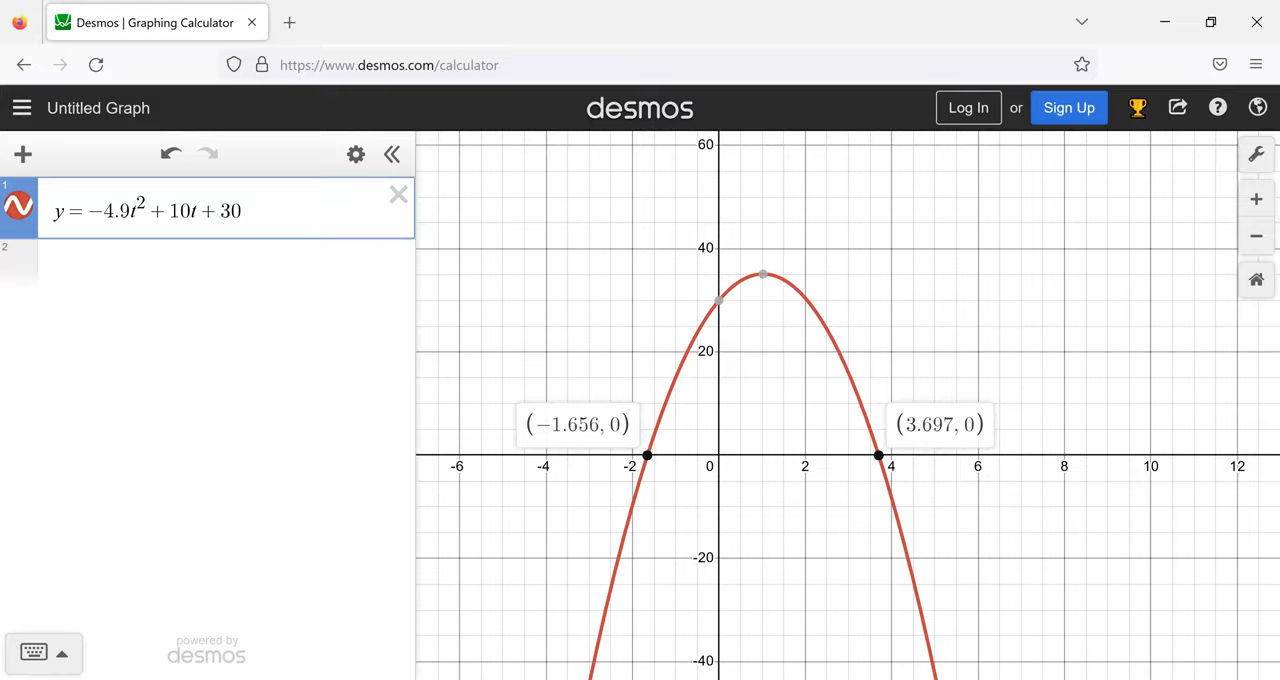 Desmos | Graphing Calculator
https://www.desmos.com/calculator
Untitled Graph
desmos
Log In or Sign Up
1
y = −4.9t² + 10t + 30
2
powered by
desmos
60
40
20
-20
-40
-6 -4 -2 0 2 4 6 8 10 12
(−1.656, 0)
(3.697, 0)